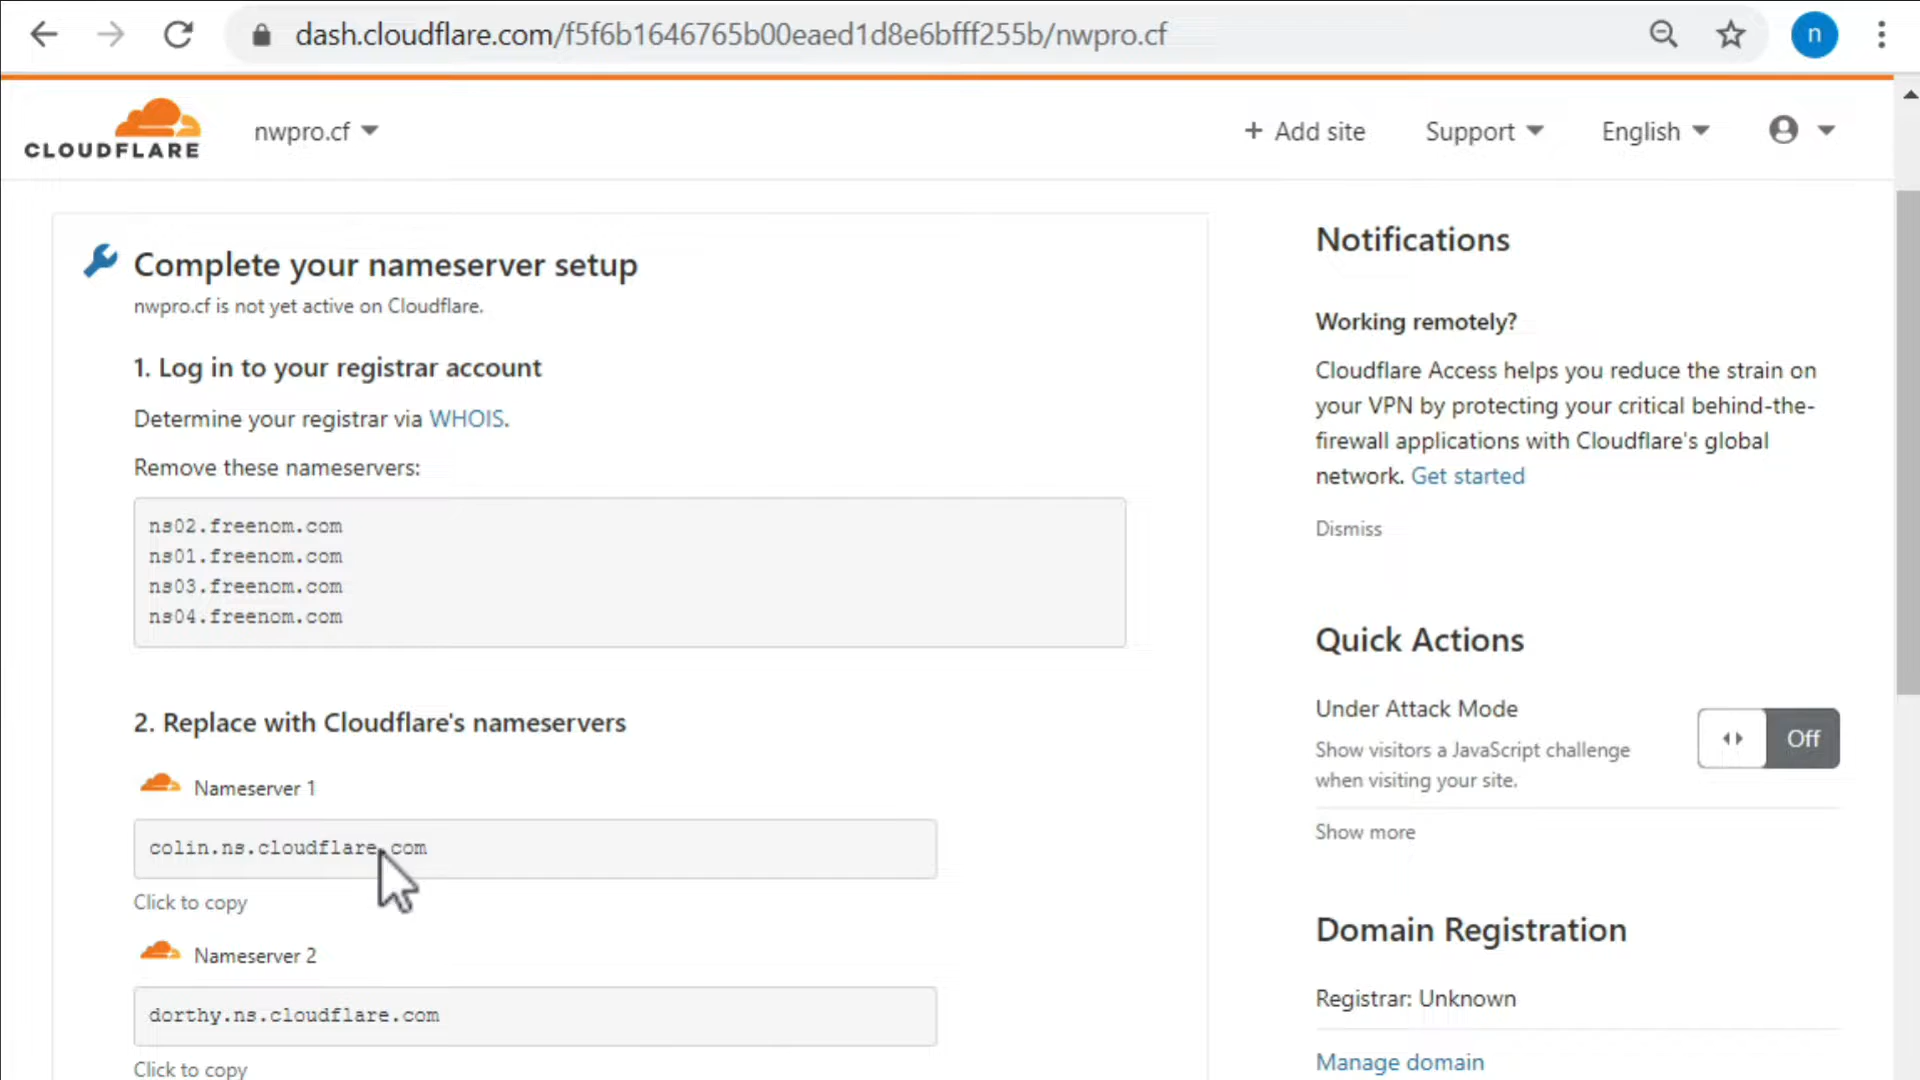 dash.cloudflare.com/f5f6b1646765b00eaed1d8e6bfff255b/nwpro.cf
n
CLOUDFLARE
nwpro.cf
+ Add site
Support
English
Complete your nameserver setup
nwpro.cf is not yet active on Cloudflare.
1. Log in to your registrar account
Determine your registrar via WHOIS.
Remove these nameservers:
ns02.freenom.com
ns01.freenom.com
ns03.freenom.com
ns04.freenom.com
2. Replace with Cloudflare's nameservers
Nameserver 1
colin.ns.cloudflare.com
Click to copy
Nameserver 2
dorthy.ns.cloudflare.com
Click to copy
Notifications
Working remotely?
Cloudflare Access helps you reduce the strain on
your VPN by protecting your critical behind-the-
firewall applications with Cloudflare's global
network. Get started
Dismiss
Quick Actions
Under Attack Mode
Show visitors a JavaScript challenge
when visiting your site.
Off
Show more
Domain Registration
Registrar: Unknown
Manage domain